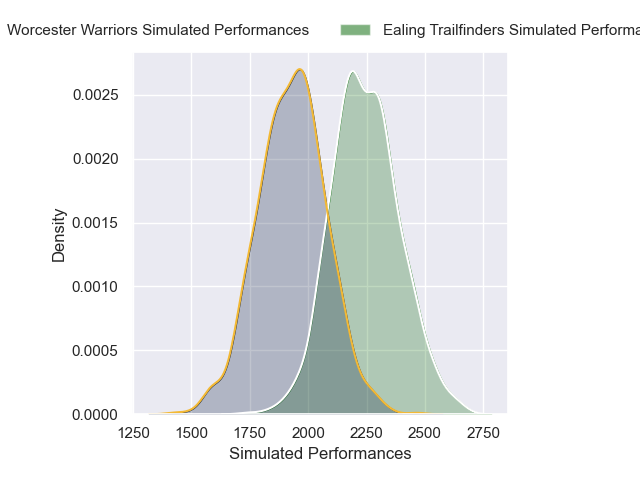 Worcester Warriors Simulated Performances
Ealing Trailfinders Simulated Performa
0.0025
0.0020
0.0015
0.0010
0.0005
0.0000
Density
1250 1500 1750 2000 2250 2500 2750
Simulated Performances